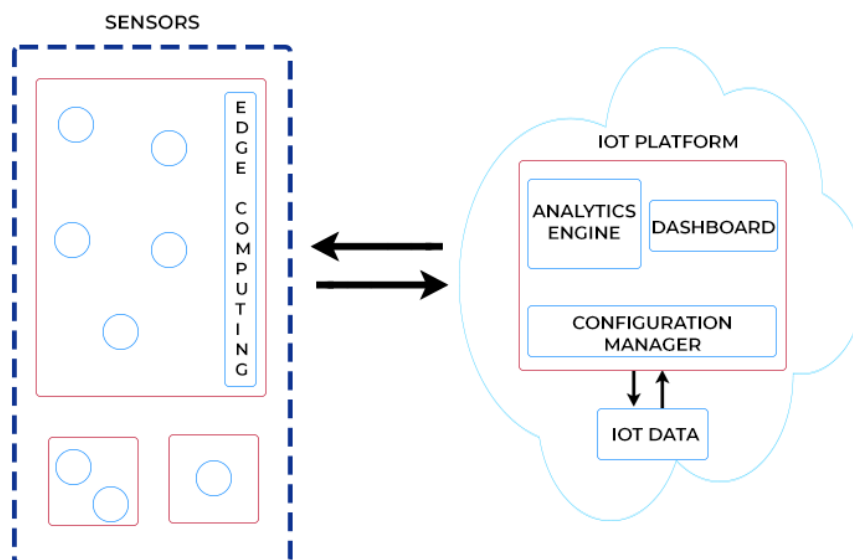 SENSORS
EDGE COMPUTING
IOT PLATFORM
ANALYTICS
ENGINE
DASHBOARD
CONFIGURATION
MANAGER
IOT DATA